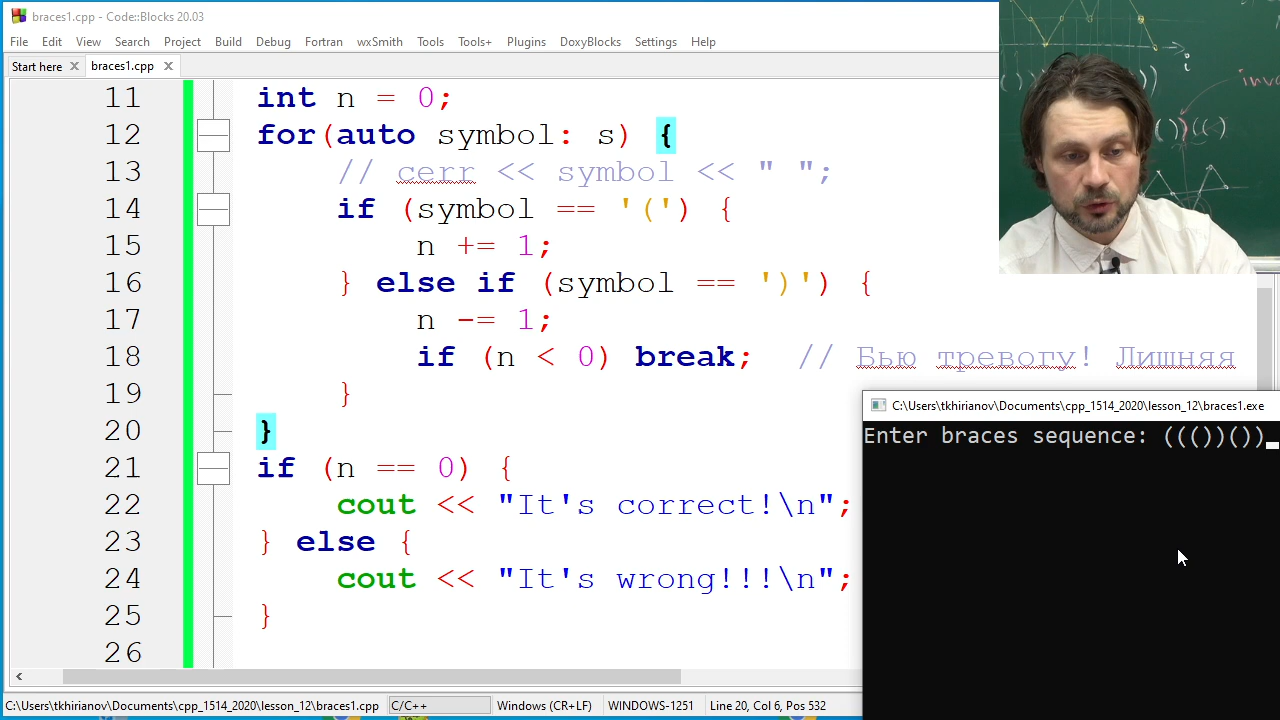 braces1.cpp - Code::Blocks 20.03
File Edit View Search Project Build Debug Fortran wxSmith Tools Tools+ Plugins DoxyBlocks Settings Help
Start here braces1.cpp
11 int n = 0;
12 for(auto symbol: s) {
13 // cerr << symbol << " ";
14 if (symbol == '(') {
15 n += 1;
16 } else if (symbol == ')') {
17 n -= 1;
18 if (n < 0) break; // Бью тревогу! Лишняя
19 }
20 }
21 if (n == 0) {
22 cout << "It's correct!\n";
23 } else {
24 cout << "It's wrong!!!\n";
25 }
26
C:\Users\tkhirianov\Documents\cpp_1514_2020\lesson_12\braces1.exe
Enter braces sequence: ((())())
C:\Users\tkhirianov\Documents\cpp_1514_2020\lesson_12\braces1.cpp C/C++ Windows (CR+LF) WINDOWS-1251 Line 20, Col 6, Pos 532